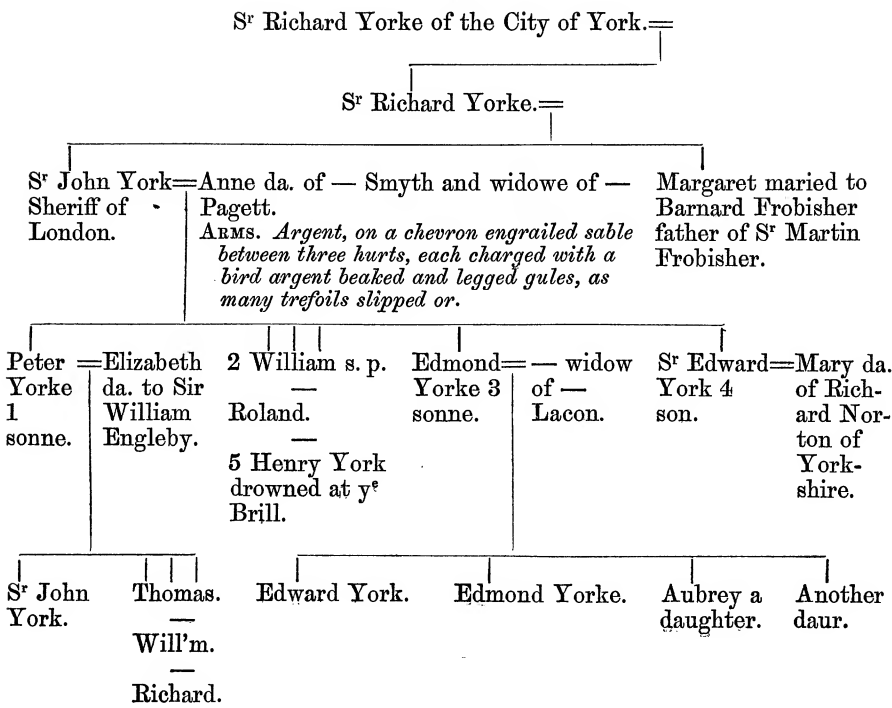 Sʳ Richard Yorke of the City of York.=
Sʳ Richard Yorke.=
Sʳ John York=
Sheriff of
London.
Anne da. of — Smyth and widowe of —
Pagett.
ARMS. Argent, on a chevron engrailed sable
between three hurts, each charged with a
bird argent beaked and legged gules, as
many trefoils slipped or.
Margaret maried to
Barnard Frobisher
father of Sʳ Martin
Frobisher.
Peter =
Yorke
1
sonne.
Elizabeth
da. to Sir
William
Engleby.
2 William s. p.
—
Roland.
—
5 Henry York
drowned at yᵉ
Brill.
Edmond=
Yorke 3
sonne.
— widow
of —
Lacon.
Sʳ Edward=
York 4
son.
Mary da.
of Rich-
ard Nor-
ton of
York-
shire.
Sʳ John
York.
Thomas.
—
Will'm.
—
Richard.
Edward York.
Edmond Yorke.
Aubrey a
daughter.
Another
daur.